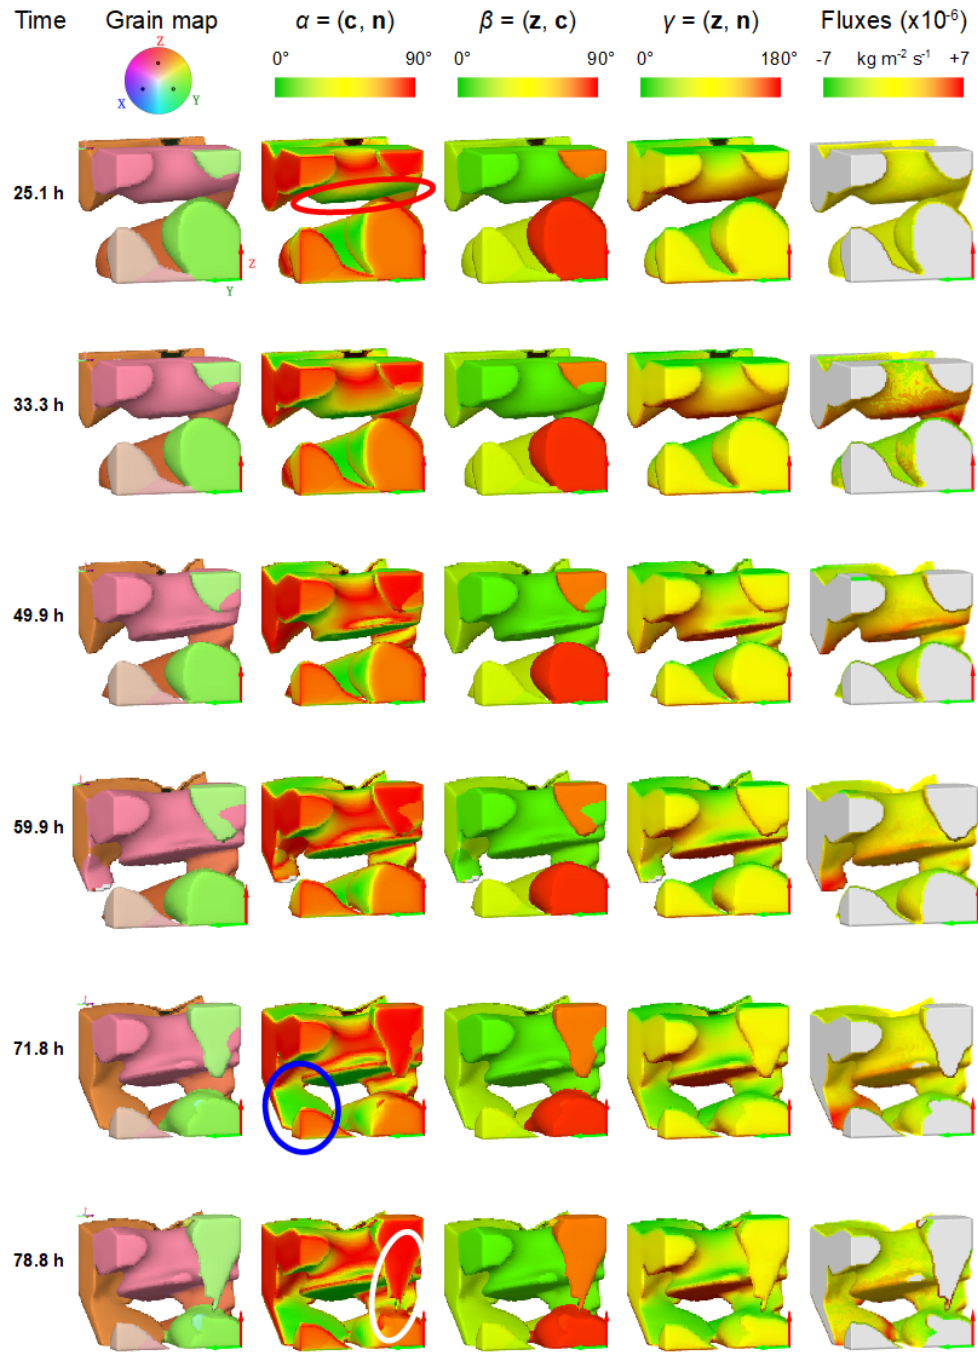 Time Grain map α = (c, n) β = (z, c) γ = (z, n) Fluxes (x10⁻⁶)
Z
X Y
0° 90° 0° 90° 0° 180° -7 kg m⁻² s⁻¹ +7
25.1 h
Z
Y
33.3 h
49.9 h
59.9 h
71.8 h
78.8 h